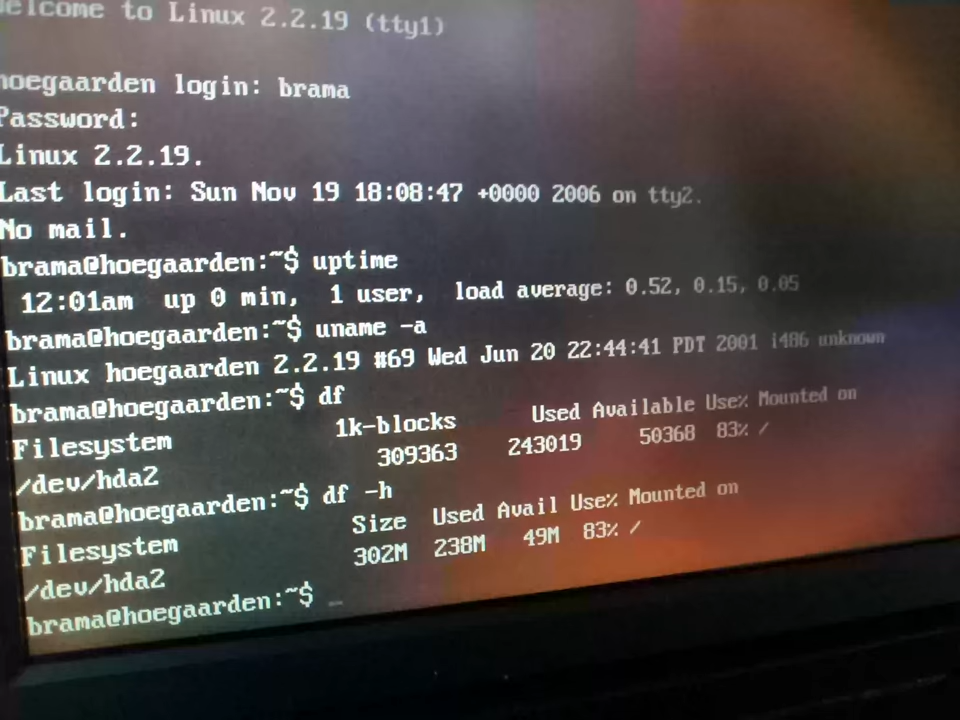 elcome to Linux 2.2.19 (tty1)
hoegaarden login: brama
Password:
Linux 2.2.19.
Last login: Sun Nov 19 18:08:47 +0000 2006 on tty2.
No mail.
brama@hoegaarden:~$ uptime
12:01am up 0 min, 1 user, load average: 0.52, 0.15, 0.05
brama@hoegaarden:~$ uname -a
Linux hoegaarden 2.2.19 #69 Wed Jun 20 22:44:41 PDT 2001 i486 unknown
brama@hoegaarden:~$ df
Filesystem 1k-blocks Used Available Use% Mounted on
/dev/hda2 309363 243019 50368 83% /
brama@hoegaarden:~$ df -h
Filesystem Size Used Avail Use% Mounted on
/dev/hda2 302M 238M 49M 83% /
brama@hoegaarden:~$ _